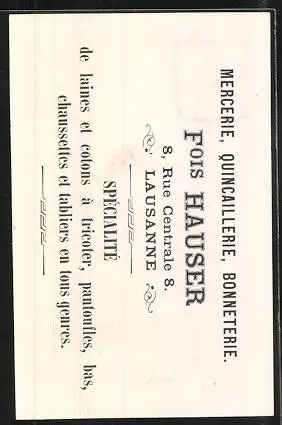 MERCERIE, QUINCAILLERIE, BONNETERIE.
Fois HAUSER
8, Rue Centrale 8.
LAUSANNE
SPÉCIALITÉ
de laines et cotons à tricoter, pantoufles, bas,
chaussettes et tabliers en tous genres.